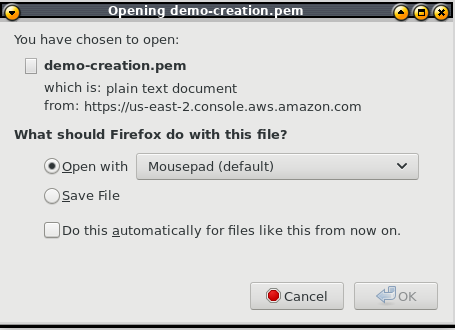 Opening demo-creation.pem
You have chosen to open:
demo-creation.pem
which is: plain text document
from: https://us-east-2.console.aws.amazon.com
What should Firefox do with this file?
Open with Mousepad (default)
Save File
Do this automatically for files like this from now on.
Cancel OK